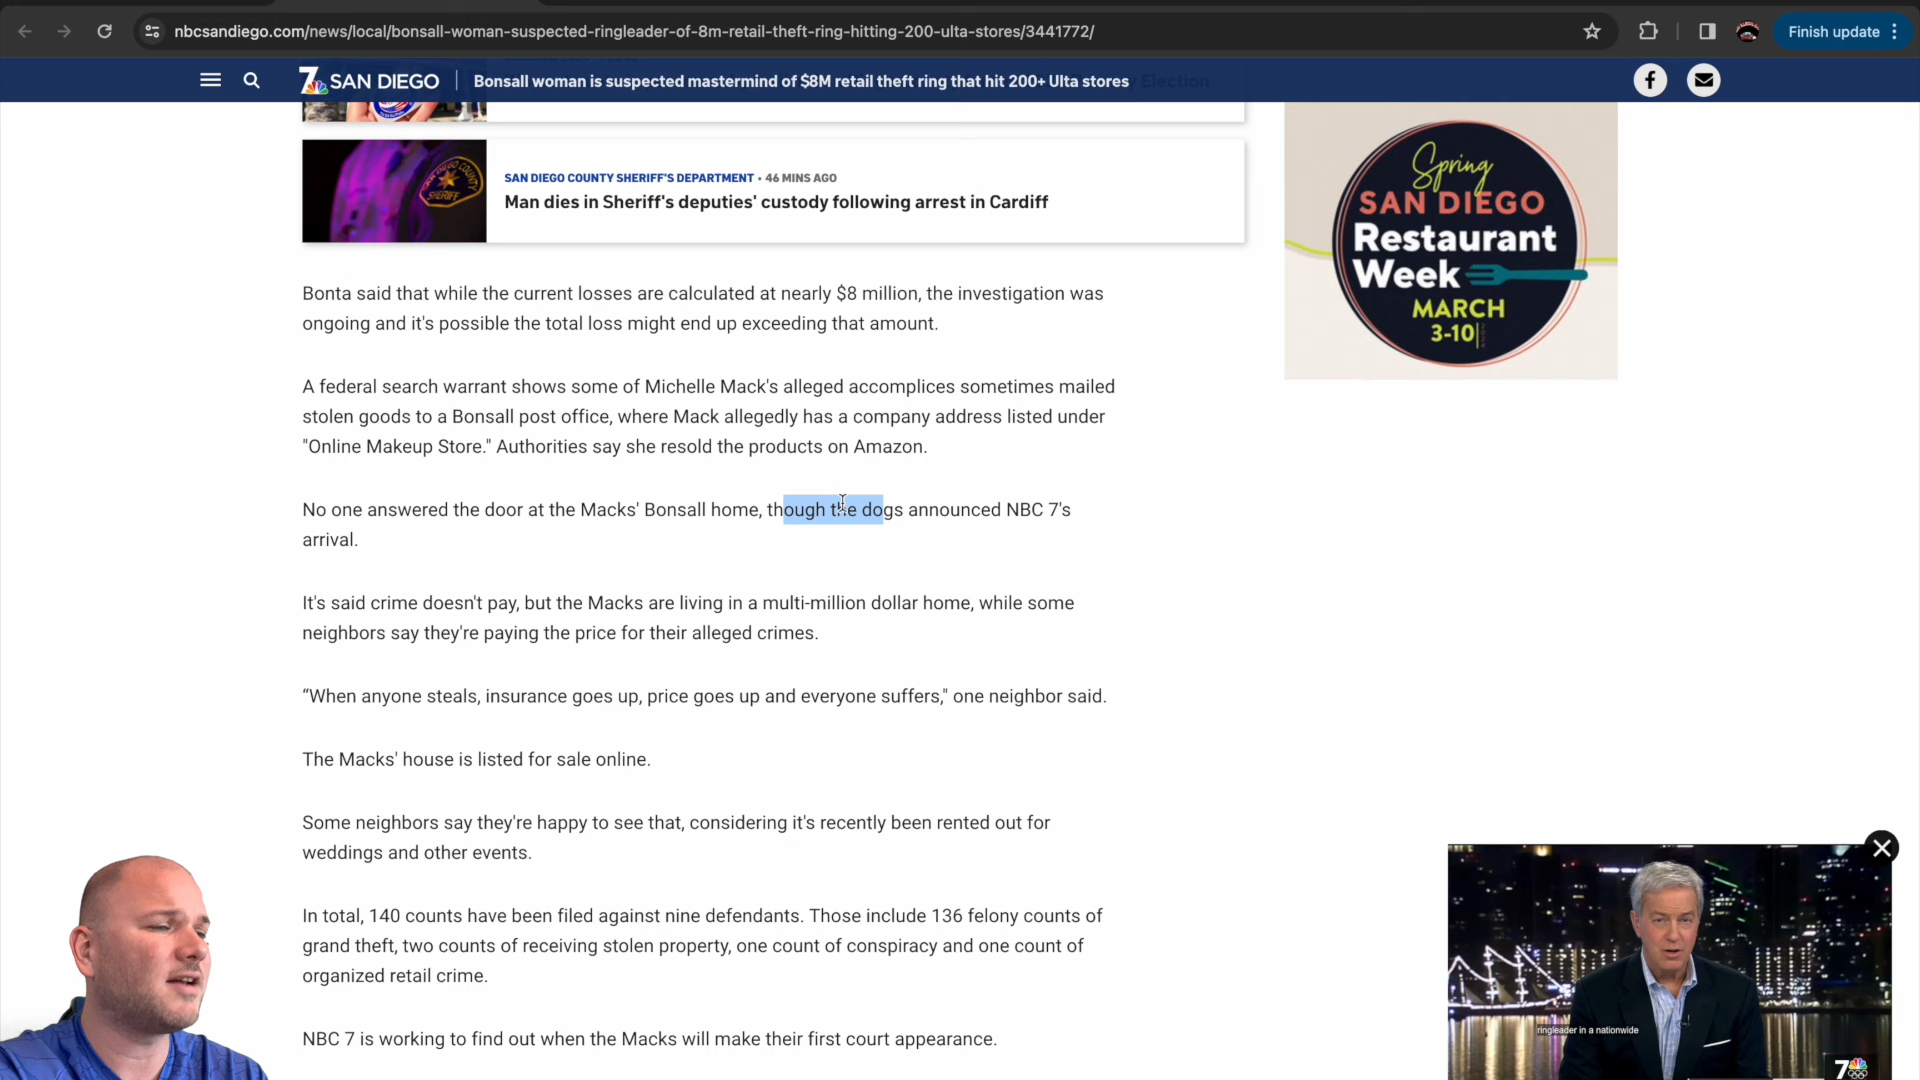 nbcsandiego.com/news/local/bonsall-woman-suspected-ringleader-of-8m-retail-theft-ring-hitting-200-ulta-stores/3441772/
Finish update
7 SAN DIEGO
Bonsall woman is suspected mastermind of $8M retail theft ring that hit 200+ Ulta stores
Election
SAN DIEGO COUNTY SHERIFF'S DEPARTMENT • 46 MINS AGO
Man dies in Sheriff's deputies' custody following arrest in Cardiff
SHERIFF
Spring
SAN DIEGO
Restaurant
Week
MARCH
3-10
Bonta said that while the current losses are calculated at nearly $8 million, the investigation was
ongoing and it's possible the total loss might end up exceeding that amount.
A federal search warrant shows some of Michelle Mack's alleged accomplices sometimes mailed
stolen goods to a Bonsall post office, where Mack allegedly has a company address listed under
"Online Makeup Store." Authorities say she resold the products on Amazon.
No one answered the door at the Macks' Bonsall home, though the dogs announced NBC 7's
arrival.
It's said crime doesn't pay, but the Macks are living in a multi-million dollar home, while some
neighbors say they're paying the price for their alleged crimes.
“When anyone steals, insurance goes up, price goes up and everyone suffers," one neighbor said.
The Macks' house is listed for sale online.
Some neighbors say they're happy to see that, considering it's recently been rented out for
weddings and other events.
In total, 140 counts have been filed against nine defendants. Those include 136 felony counts of
grand theft, two counts of receiving stolen property, one count of conspiracy and one count of
organized retail crime.
NBC 7 is working to find out when the Macks will make their first court appearance.
ringleader in a nationwide
7